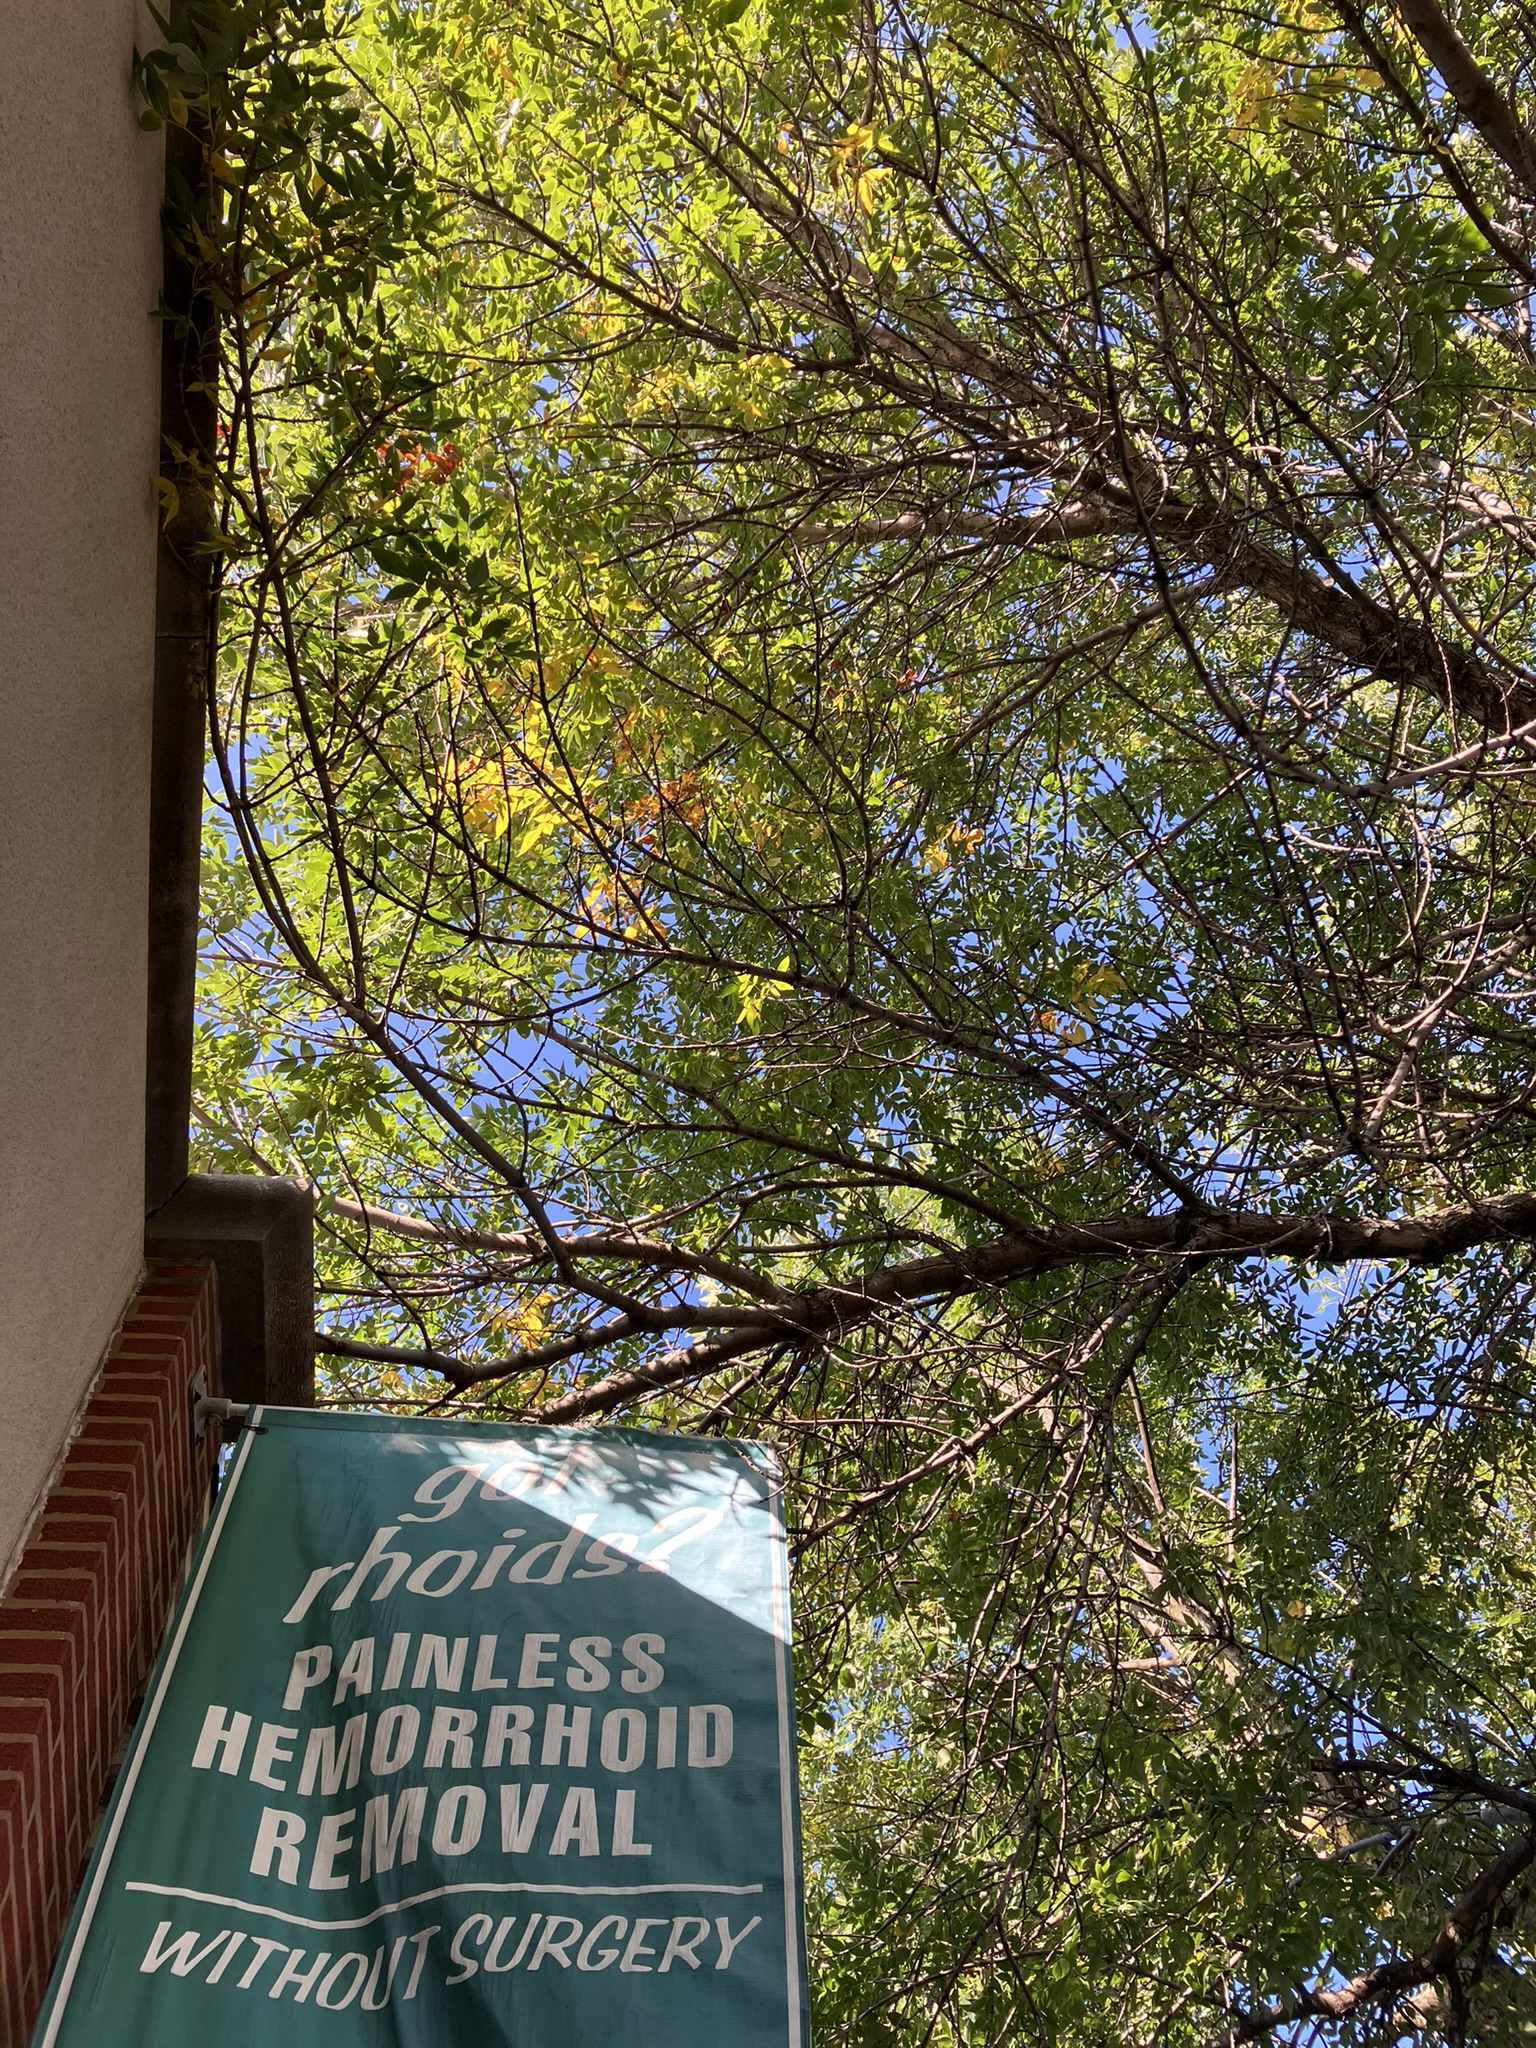 got
rhoids?
PAINLESS
HEMORRHOID
REMOVAL
WITHOUT SURGERY